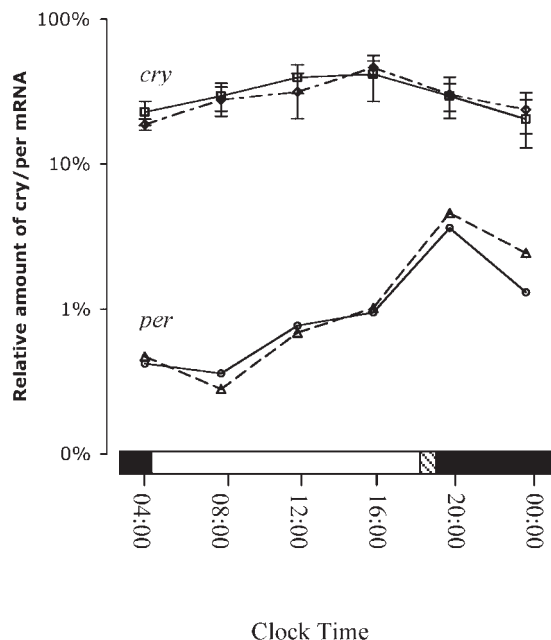 100%
cry
10%
Relative amount of cry/per mRNA
1%
per
0%
04:00
08:00
12:00
16:00
20:00
00:00
Clock Time